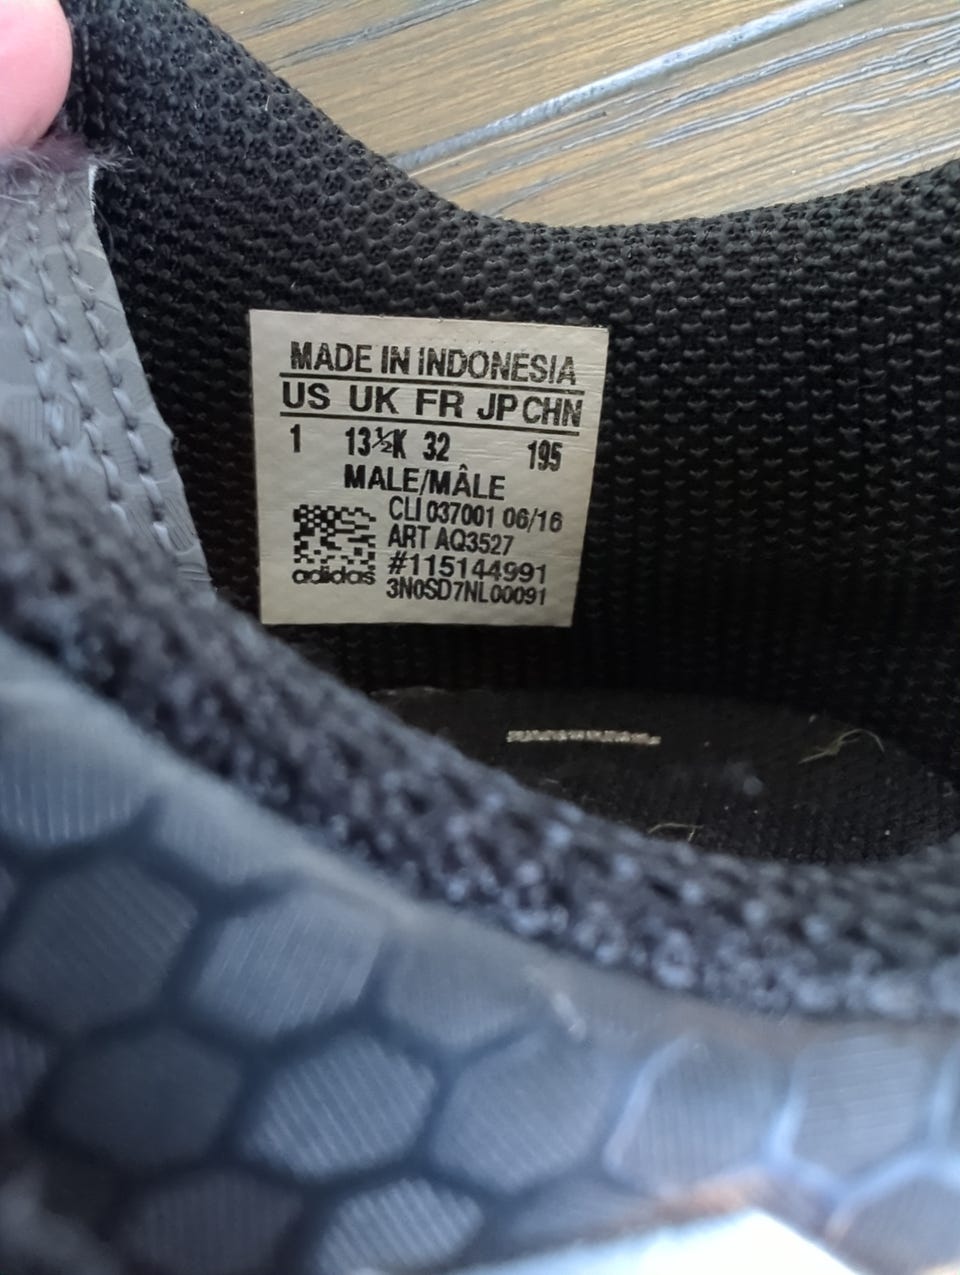 MADE IN INDONESIA
US UK FR JP CHN
1 13½K 32 195
MALE/MÂLE
CLI 037001 06/16
ART AQ3527
#115144991
adidas 3N0SD7NL00091